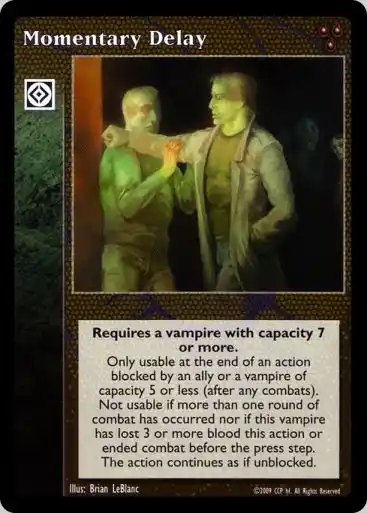 Momentary Delay
Requires a vampire with capacity 7
or more.
Only usable at the end of an action
blocked by an ally or a vampire of
capacity 5 or less (after any combats).
Not usable if more than one round of
combat has occurred nor if this vampire
has lost 3 or more blood this action or
ended combat before the press step.
The action continues as if unblocked.
Illus: Brian LeBlanc ©2009 CCP hf. All Rights Reserved